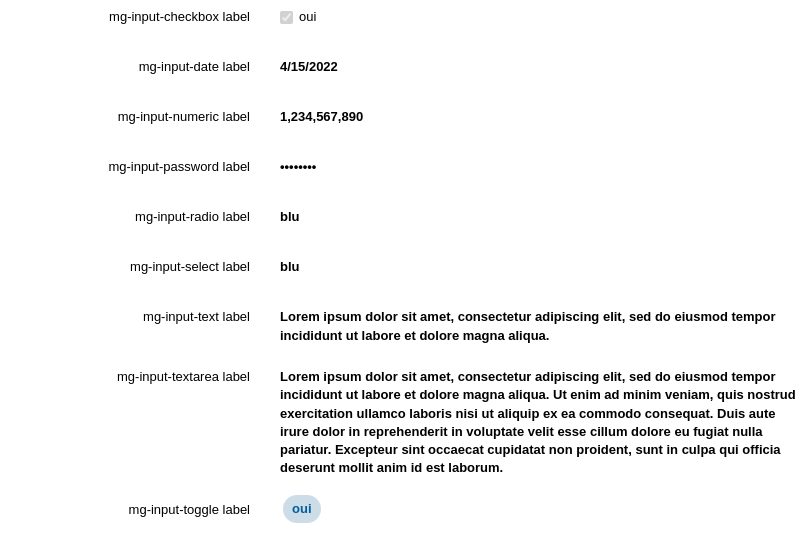 mg-input-checkbox label oui
mg-input-date label 4/15/2022
mg-input-numeric label 1,234,567,890
mg-input-password label ••••••••
mg-input-radio label blu
mg-input-select label blu
mg-input-text label Lorem ipsum dolor sit amet, consectetur adipiscing elit, sed do eiusmod tempor
incididunt ut labore et dolore magna aliqua.
mg-input-textarea label Lorem ipsum dolor sit amet, consectetur adipiscing elit, sed do eiusmod tempor
incididunt ut labore et dolore magna aliqua. Ut enim ad minim veniam, quis nostrud
exercitation ullamco laboris nisi ut aliquip ex ea commodo consequat. Duis aute
irure dolor in reprehenderit in voluptate velit esse cillum dolore eu fugiat nulla
pariatur. Excepteur sint occaecat cupidatat non proident, sunt in culpa qui officia
deserunt mollit anim id est laborum.
mg-input-toggle label oui